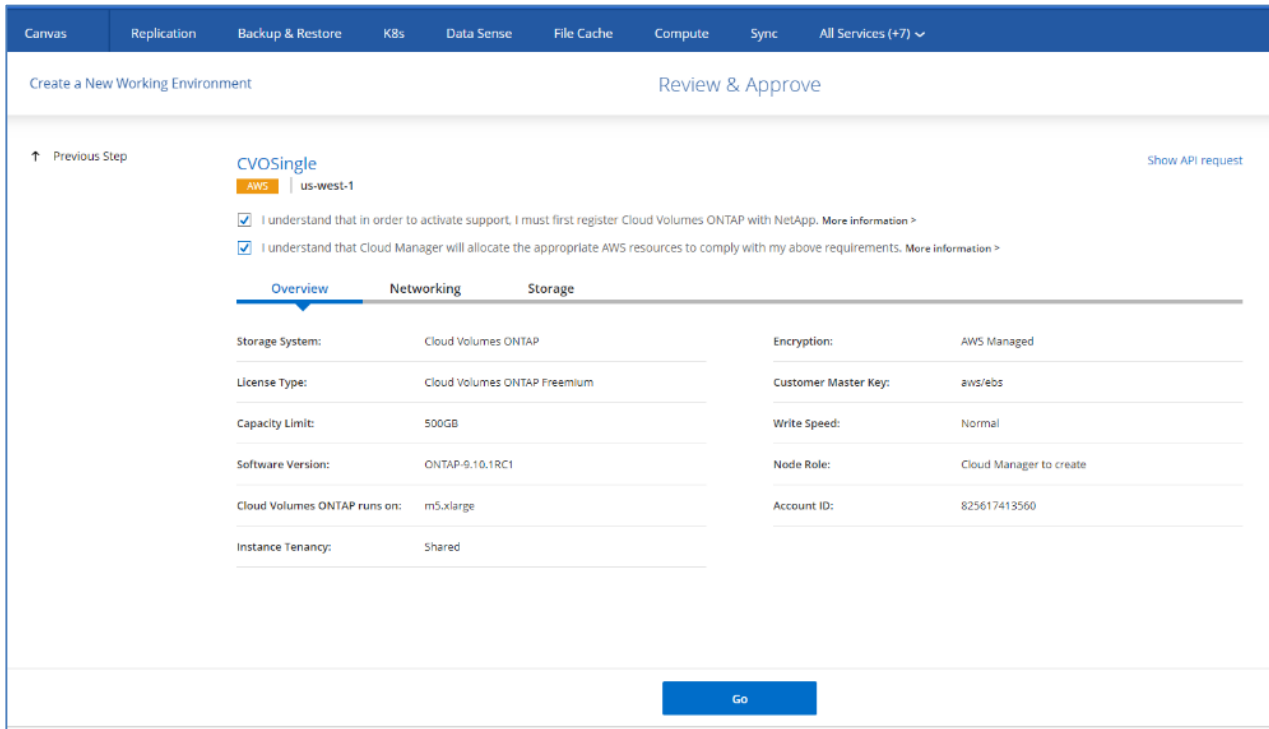 Canvas Replication Backup & Restore K8s Data Sense File Cache Compute Sync All Services (+7)
Create a New Working Environment Review & Approve
↑ Previous Step
CVOSingle Show API request
AWS | us-west-1
I understand that in order to activate support, I must first register Cloud Volumes ONTAP with NetApp. More information >
I understand that Cloud Manager will allocate the appropriate AWS resources to comply with my above requirements. More information >
Overview Networking Storage
Storage System: Cloud Volumes ONTAP Encryption: AWS Managed
License Type: Cloud Volumes ONTAP Freemium Customer Master Key: aws/ebs
Capacity Limit: 500GB Write Speed: Normal
Software Version: ONTAP-9.10.1RC1 Node Role: Cloud Manager to create
Cloud Volumes ONTAP runs on: m5.xlarge Account ID: 825617413560
Instance Tenancy: Shared
Go